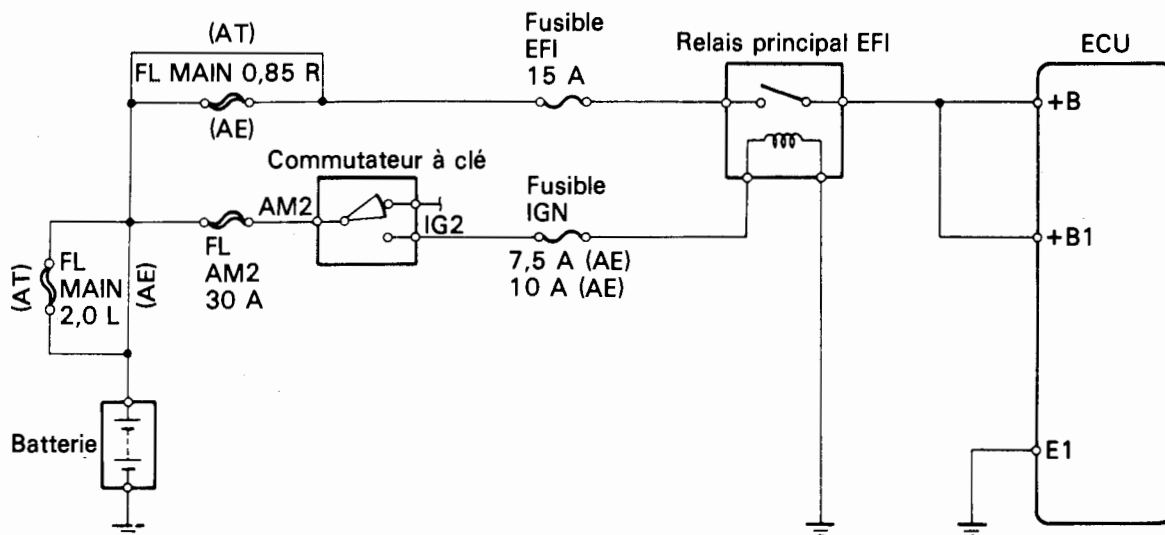 (AT)
FL MAIN 0,85 R
(AE)
Fusible
EFI
15 A
Relais principal EFI
ECU
+B
Commutateur à clé
AM2
IG2
FL
AM2
30 A
Fusible
IGN
7,5 A (AE)
10 A (AE)
+B1
(AT)
FL
MAIN
2,0 L
(AE)
Batterie
E1